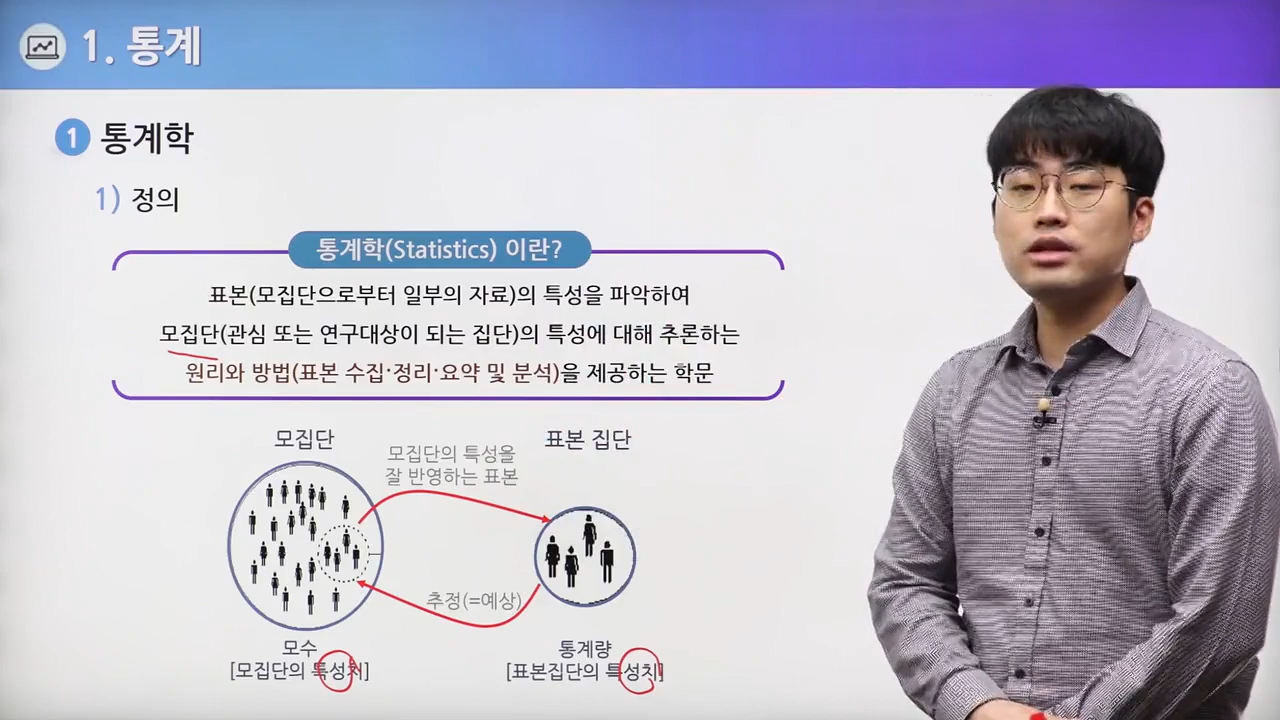 1. 통계
1 통계학
1) 정의
통계학(Statistics) 이란?
표본(모집단으로부터 일부의 자료)의 특성을 파악하여
모집단(관심 또는 연구대상이 되는 집단)의 특성에 대해 추론하는
원리와 방법(표본 수집·정리·요약 및 분석)을 제공하는 학문
모집단
표본 집단
모집단의 특성을
잘 반영하는 표본
추정(=예상)
모수
[모집단의 특성치]
통계량
[표본집단의 특성치]